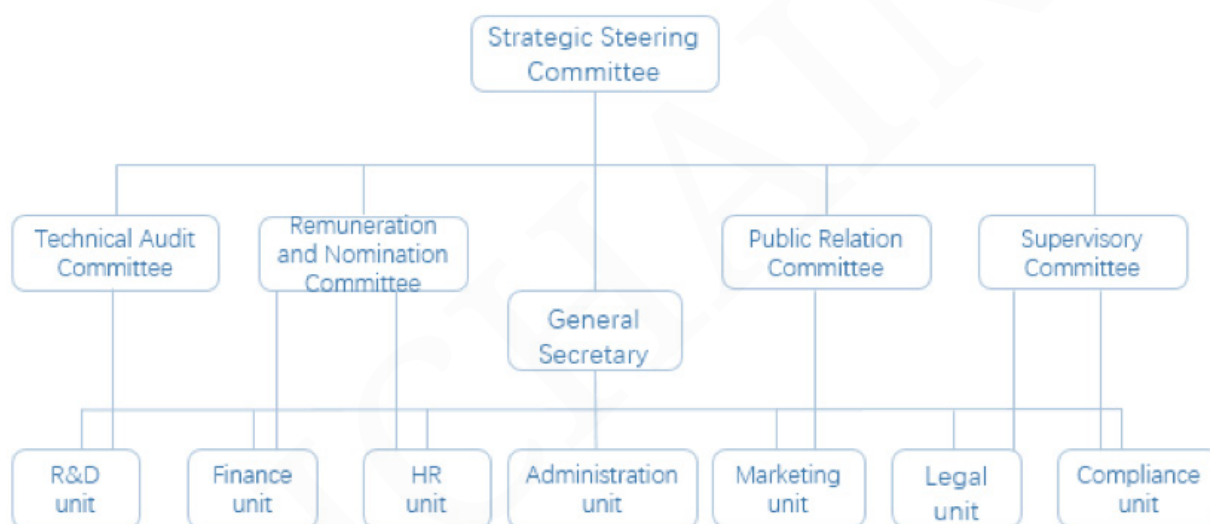 Strategic Steering
Committee
Technical Audit
Committee
Remuneration
and Nomination
Committee
Public Relation
Committee
Supervisory
Committee
General
Secretary
R&D
unit
Finance
unit
HR
unit
Administration
unit
Marketing
unit
Legal
unit
Compliance
unit